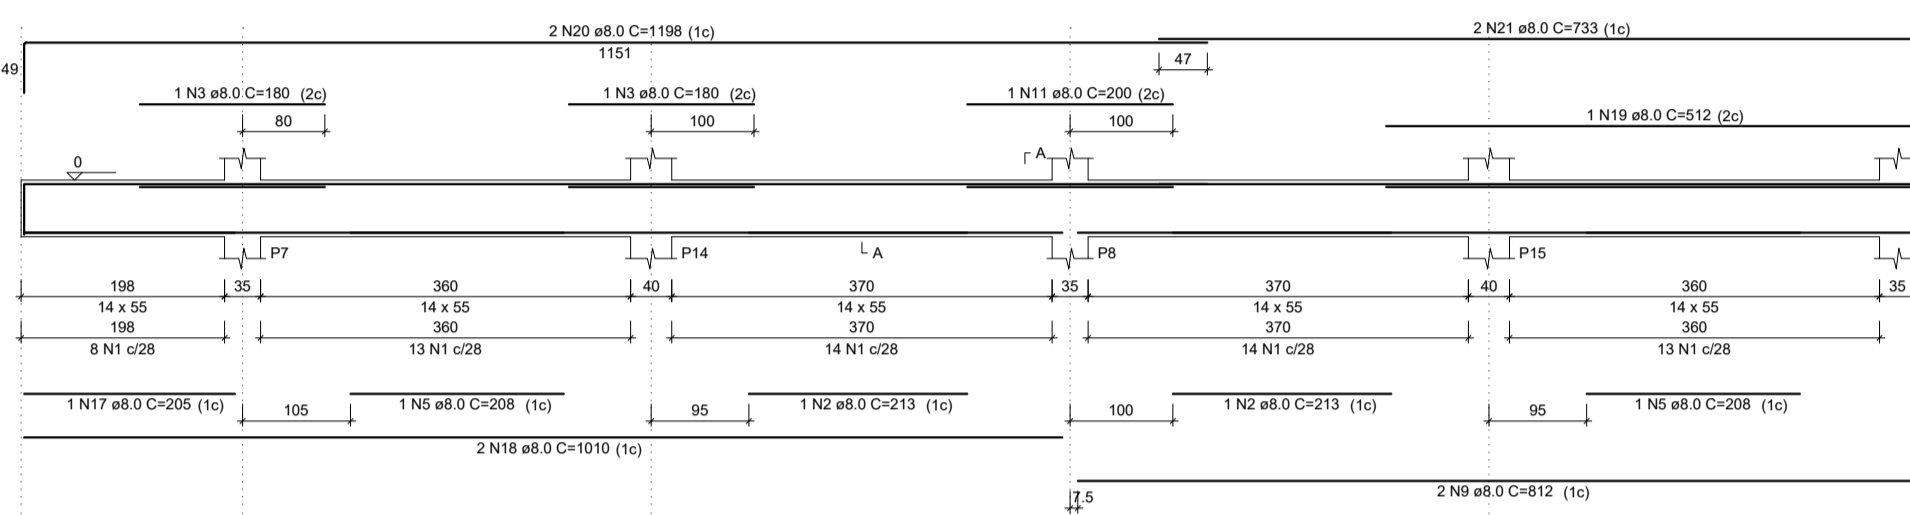 2 N20 ø8.0 C=1198 (1c)
2 N21 ø8.0 C=733 (1c)
1151
47
49
1 N3 ø8.0 C=180 (2c)
1 N3 ø8.0 C=180 (2c)
1 N11 ø8.0 C=200 (2c)
80
100
100
1 N19 ø8.0 C=512 (2c)
0
A
P7
P14
A
P8
P15
198
35
360
40
370
35
370
40
360
35
14 x 55
14 x 55
14 x 55
14 x 55
14 x 55
198
360
370
370
360
8 N1 c/28
13 N1 c/28
14 N1 c/28
14 N1 c/28
13 N1 c/28
1 N17 ø8.0 C=205 (1c)
105
1 N5 ø8.0 C=208 (1c)
95
1 N2 ø8.0 C=213 (1c)
100
1 N2 ø8.0 C=213 (1c)
95
1 N5 ø8.0 C=208 (1c)
2 N18 ø8.0 C=1010 (1c)
7.5
2 N9 ø8.0 C=812 (1c)